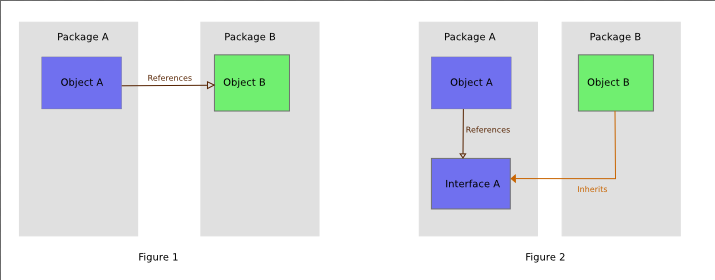 Package A
Package B
Object A
References
Object B
Figure 1
Package A
Package B
Object A
Object B
References
Interface A
Inherits
Figure 2